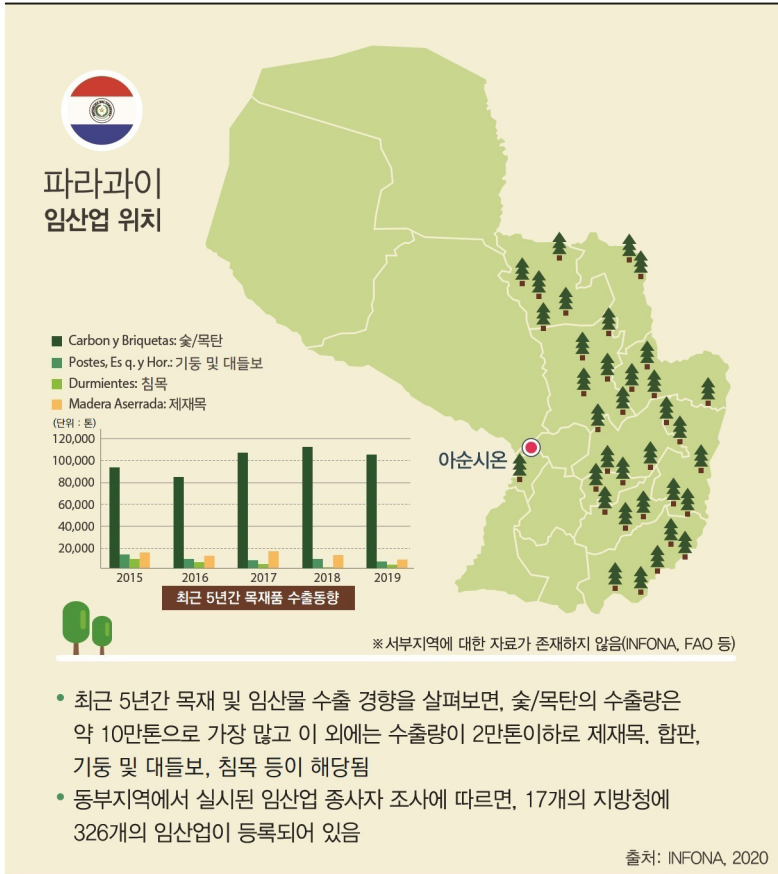 파라과이
임산업 위치
Carbon y Briquetas: 숯/목탄
Postes, Es q. y Hor.: 기둥 및 대들보
Durmientes: 침목
Madera Aserrada: 제재목
(단위 : 톤)
120,000
100,000
80,000
60,000
40,000
20,000
2015 2016 2017 2018 2019
최근 5년간 목재품 수출동향
아순시온
※서부지역에 대한 자료가 존재하지 않음(INFONA, FAO 등)
• 최근 5년간 목재 및 임산물 수출 경향을 살펴보면, 숯/목탄의 수출량은
약 10만톤으로 가장 많고 이 외에는 수출량이 2만톤이하로 제재목, 합판,
기둥 및 대들보, 침목 등이 해당됨
• 동부지역에서 실시된 임산업 종사자 조사에 따르면, 17개의 지방청에
326개의 임산업이 등록되어 있음
출처: INFONA, 2020